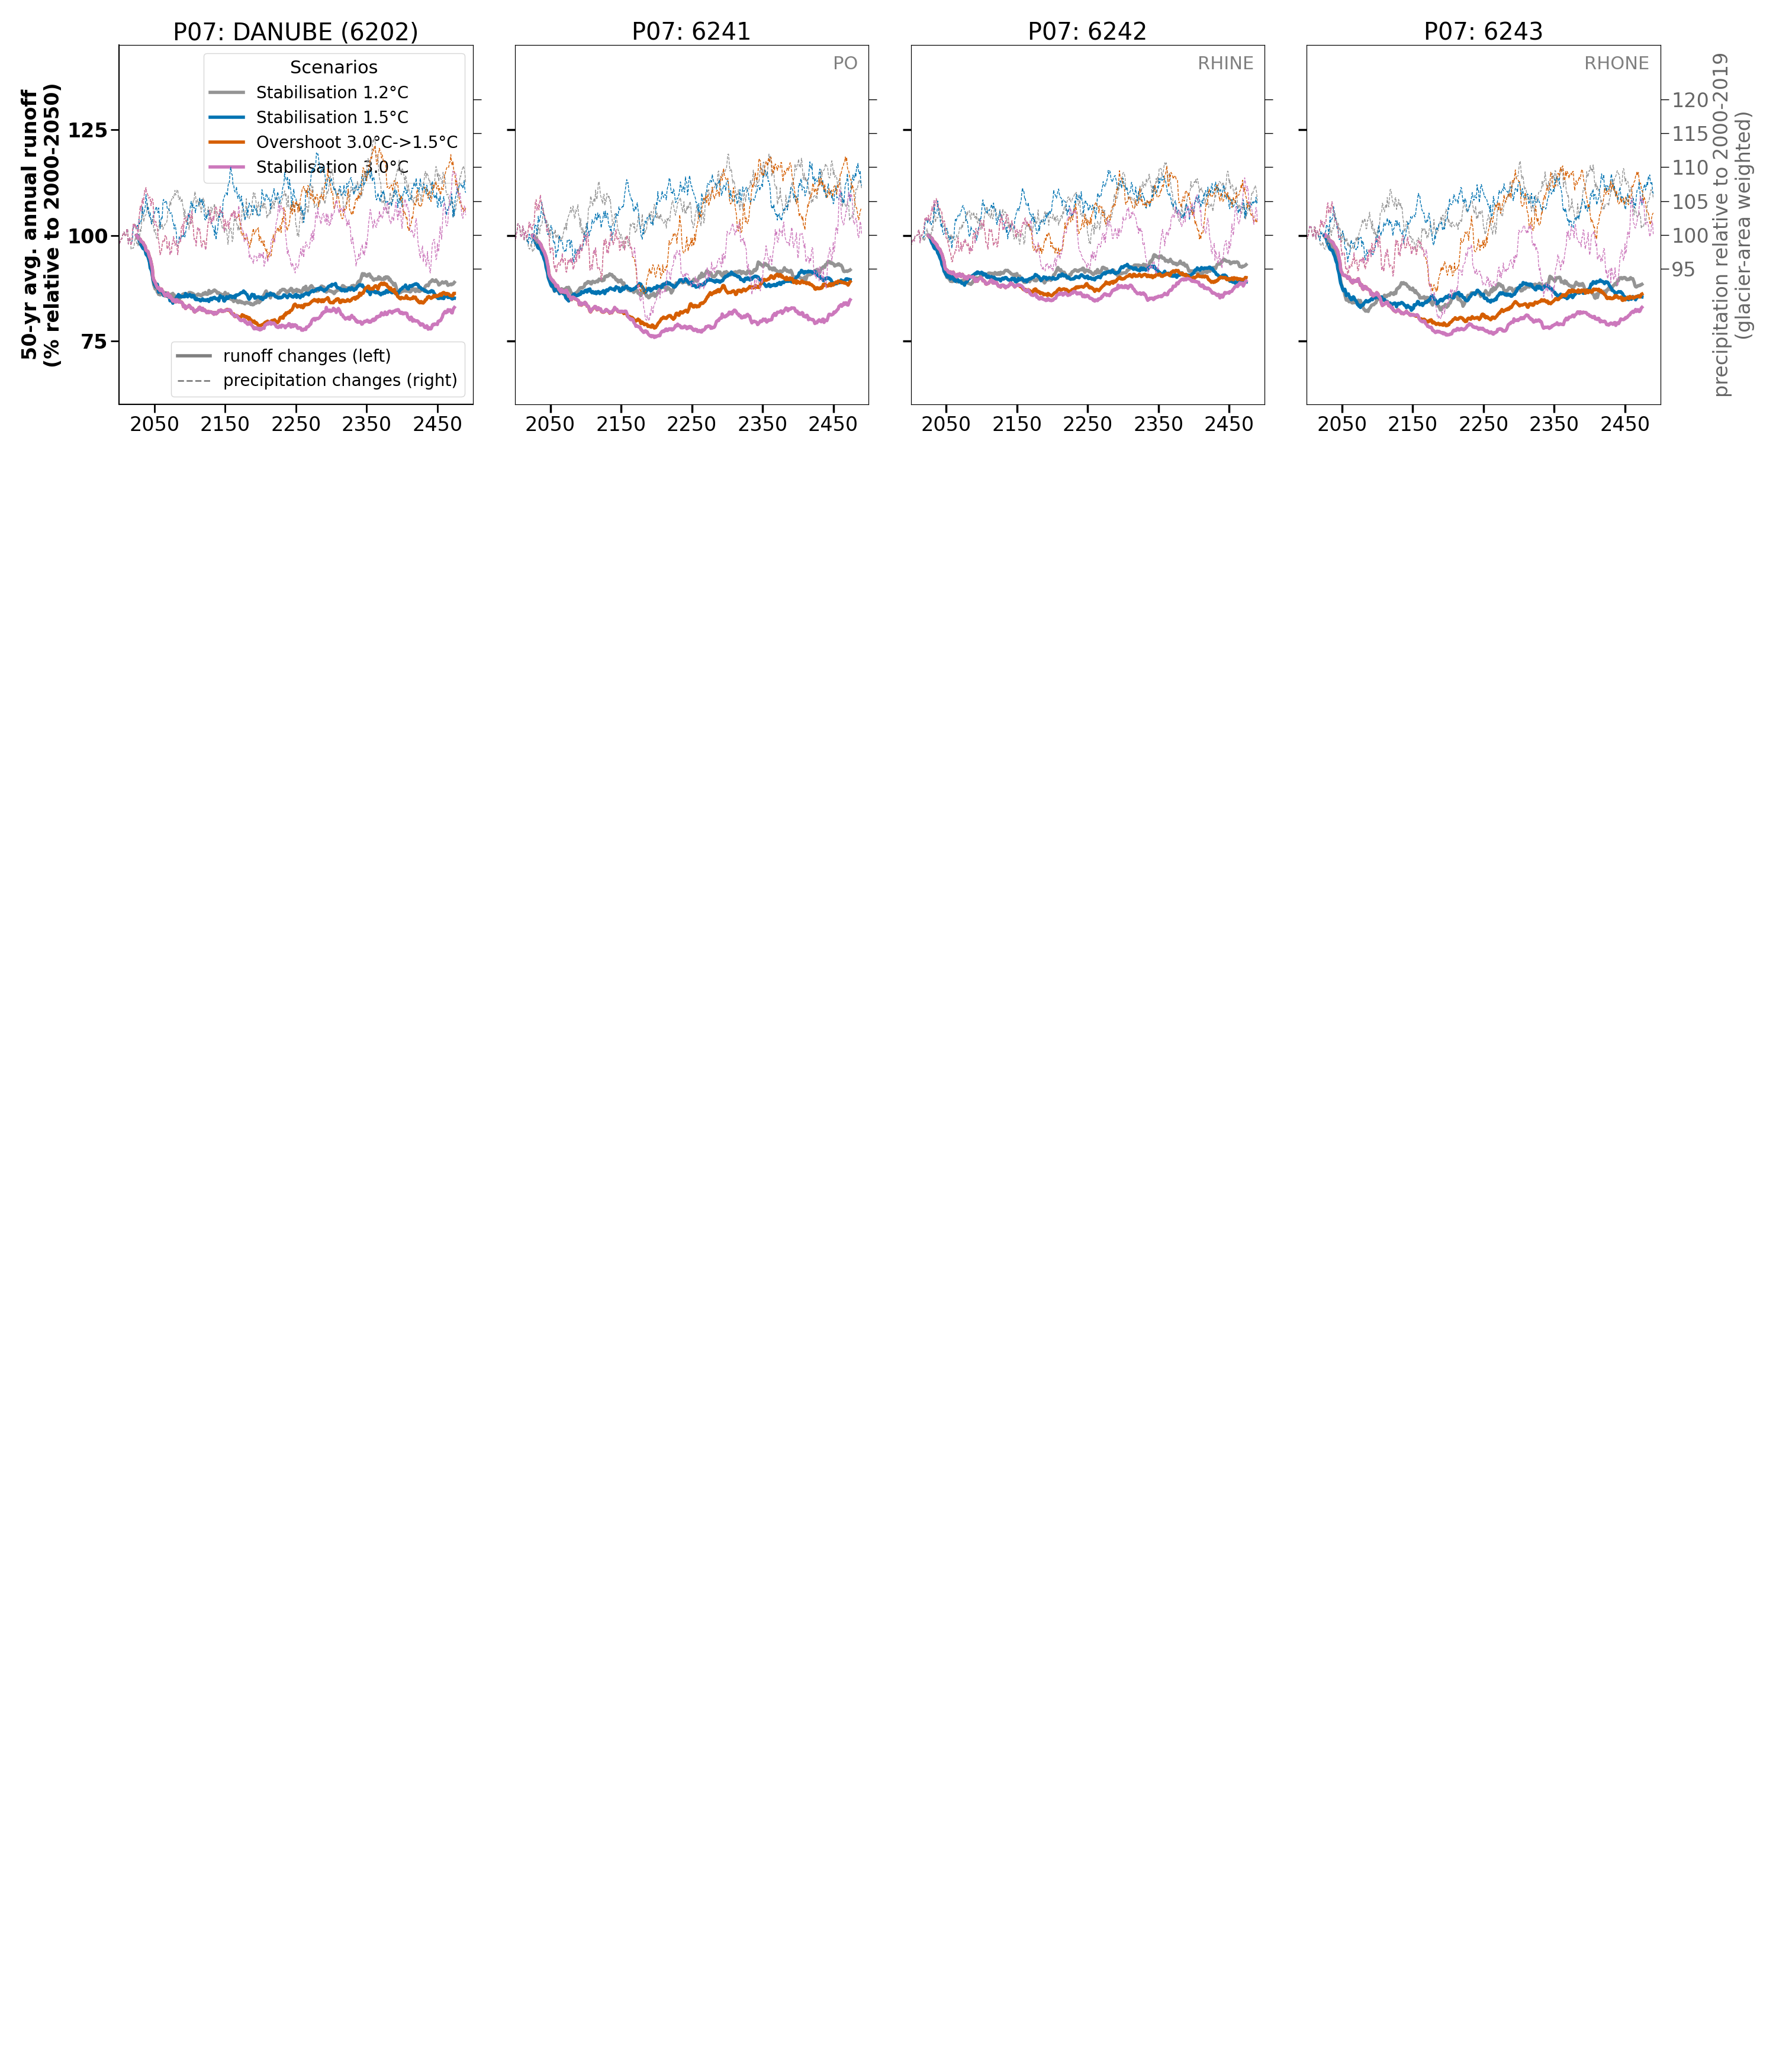 P07: DANUBE (6202)
P07: 6241
P07: 6242
P07: 6243
50-yr avg. annual runoff
(% relative to 2000-2050)
125
100
75
Scenarios
Stabilisation 1.2°C
Stabilisation 1.5°C
Overshoot 3.0°C->1.5°C
Stabilisation 3.0°C
runoff changes (left)
precipitation changes (right)
PO
RHINE
RHONE
120
115
110
105
100
95
precipitation relative to 2000-2019
(glacier-area weighted)
2050 2150 2250 2350 2450
2050 2150 2250 2350 2450
2050 2150 2250 2350 2450
2050 2150 2250 2350 2450